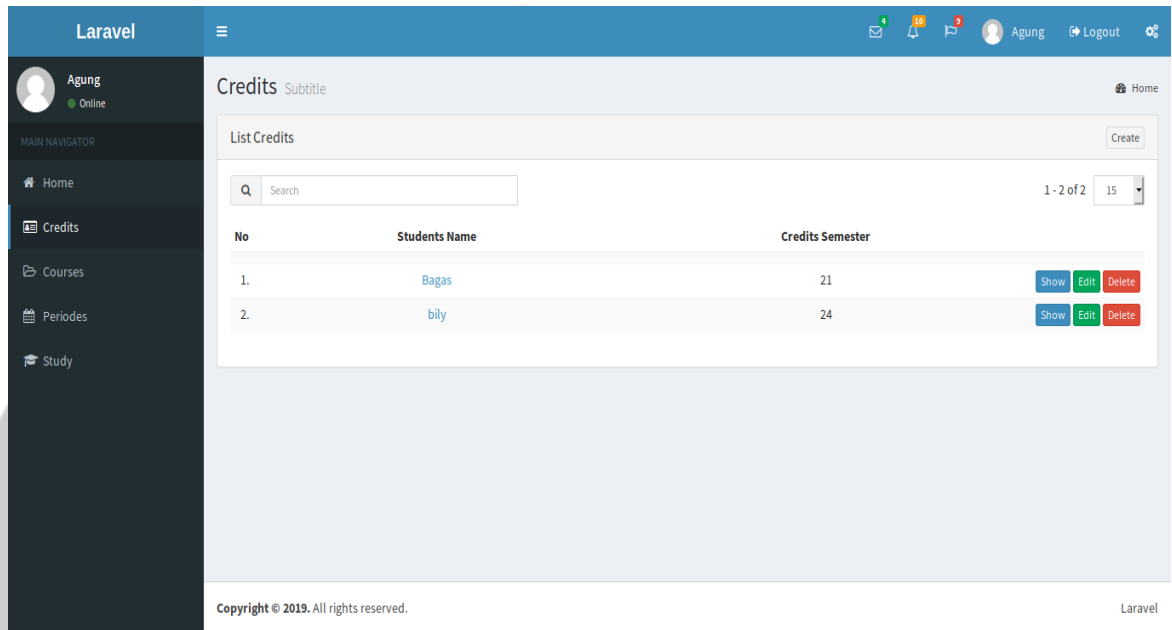 Laravel
4 10 9 Agung Logout
Agung
Online
MAIN NAVIGATOR
Home
Credits
Courses
Periodes
Study
Credits Subtitle
Home
List Credits Create
Search 1 - 2 of 2 15
No Students Name Credits Semester
1. Bagas 21 Show Edit Delete
2. bily 24 Show Edit Delete
Copyright © 2019. All rights reserved. Laravel